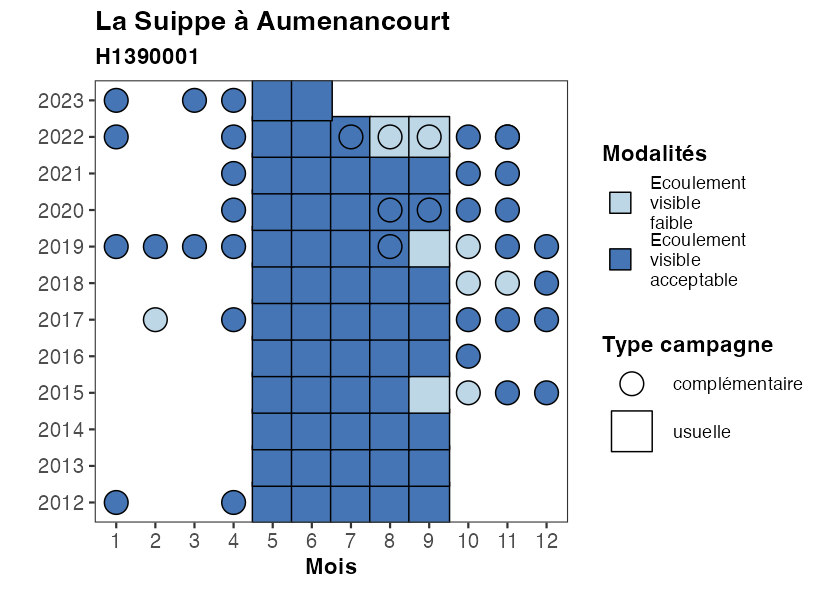 La Suippe à Aumenancourt
H1390001
2023
2022
2021
2020
2019
2018
2017
2016
2015
2014
2013
2012
1 2 3 4 5 6 7 8 9 10 11 12
Mois
Modalités
Ecoulement
visible
faible
Ecoulement
visible
acceptable
Type campagne
complémentaire
usuelle